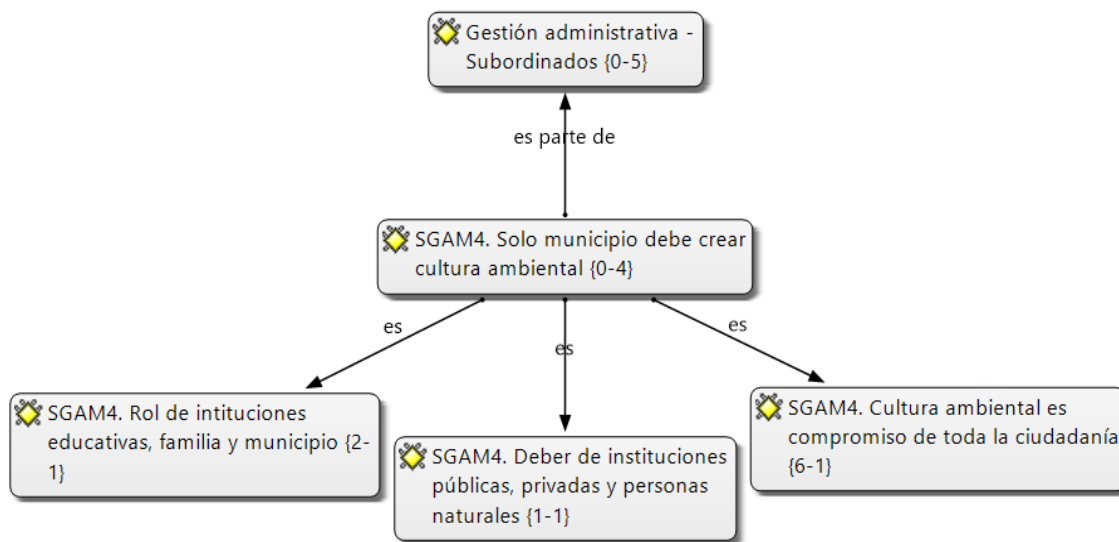 Gestión administrativa -
Subordinados {0-5}
es parte de
SGAM4. Solo municipio debe crear
cultura ambiental {0-4}
es
es
es
SGAM4. Rol de intituciones
educativas, familia y municipio {2-
1}
SGAM4. Deber de instituciones
públicas, privadas y personas
naturales {1-1}
SGAM4. Cultura ambiental es
compromiso de toda la ciudadanía
{6-1}